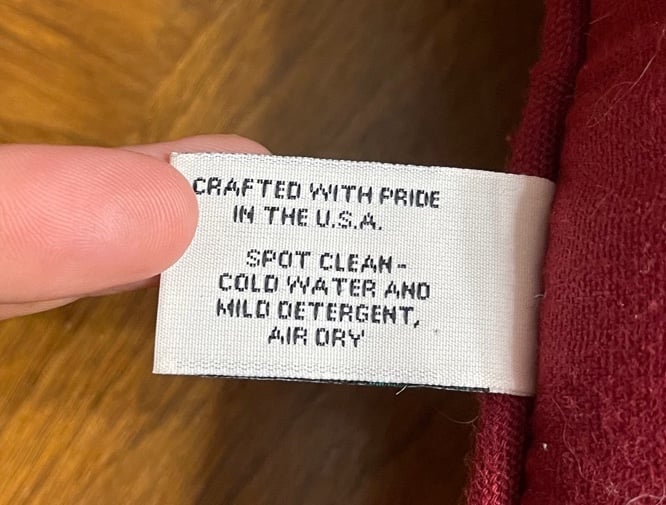 CRAFTED WITH PRIDE
IN THE U.S.A.
SPOT CLEAN-
COLD WATER AND
MILD DETERGENT,
AIR DRY